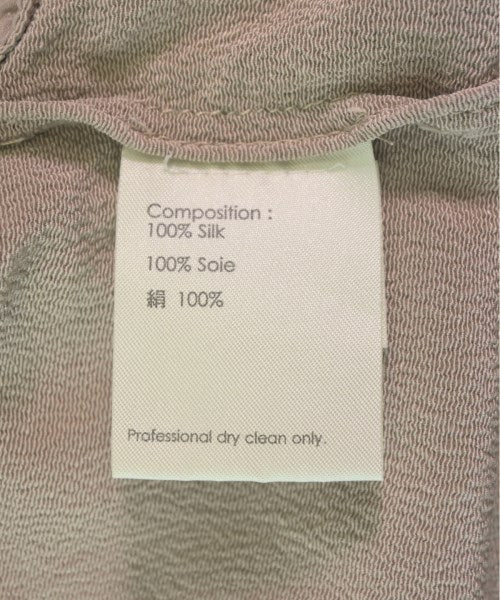 Composition :
100% Silk
100% Soie
絹 100%
Professional dry clean only.